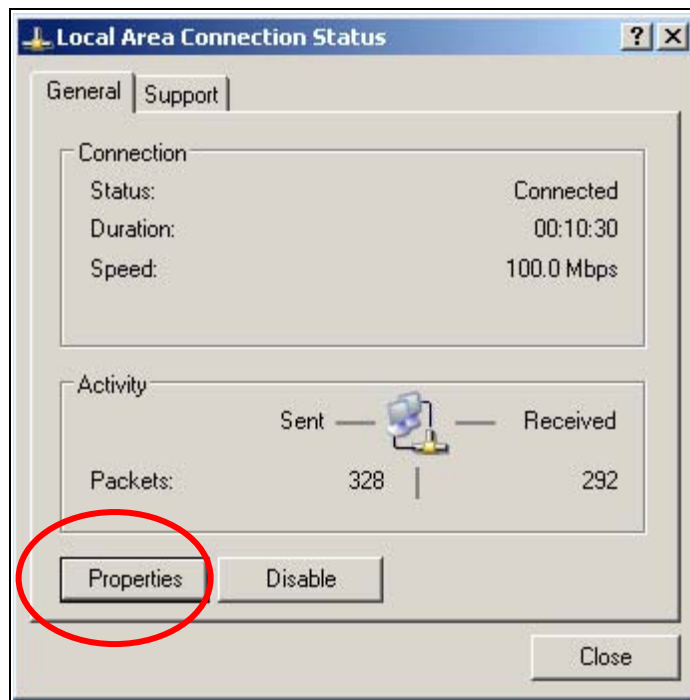 Local Area Connection Status
General Support
Connection
Status: Connected
Duration: 00:10:30
Speed: 100.0 Mbps
Activity
Sent Received
Packets: 328 292
Properties Disable
Close